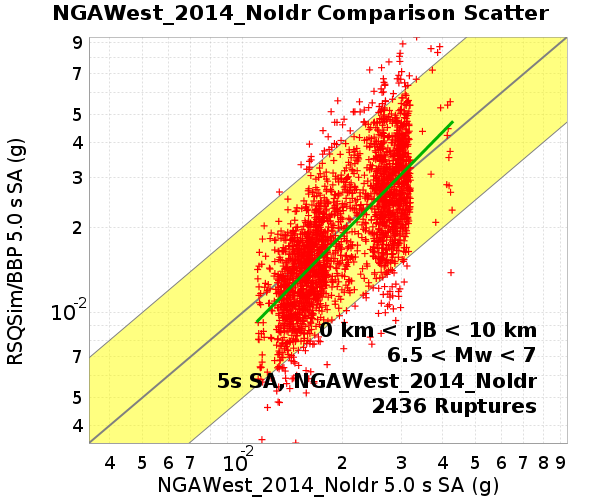 NGAWest_2014_NoIdr Comparison Scatter
9
7
5
4
3
2
10-2
7
5
4
RSQSim/BBP 5.0 s SA (g)
0 km < rJB < 10 km
6.5 < Mw < 7
5s SA, NGAWest_2014_NoIdr
2436 Ruptures
4 5 6 7 10-2 2 3 4 5 6 7 8 9
NGAWest_2014_NoIdr 5.0 s SA (g)